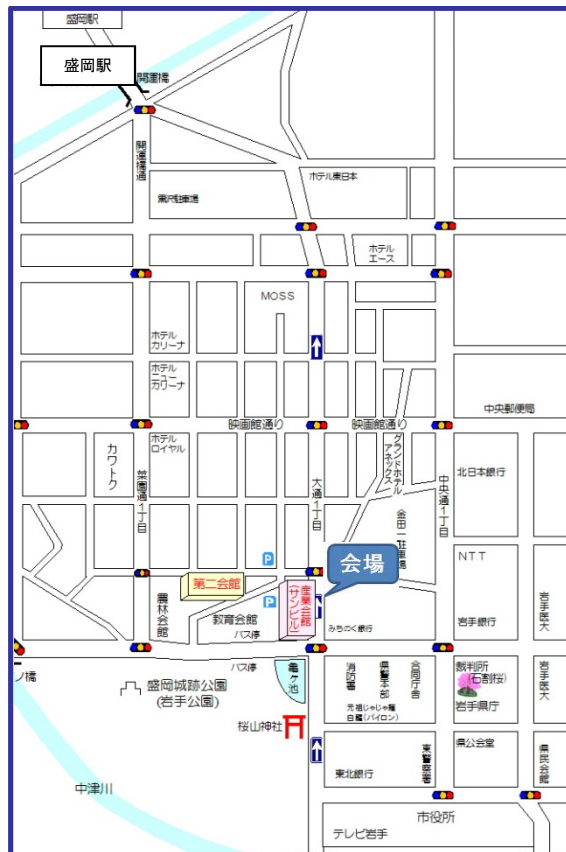 盛岡駅
盛岡駅
開運橋
開運橋通
黒沢駐車場
ホテル東日本
ホテル
エース
MOSS
ホテル
カリーナ
ホテル
ニュー
カリーナ
映画館通り
映画館通り
中央郵便局
カワトク
菜園通1丁目
ホテル
ロイヤル
大通1丁目
グランドホテル
アネックス
金田一駐車場
中央通1丁目
北日本銀行
NTT
会場
P
第二会館
産業会館
(サンビル)
農林会館
教育会館
P
バス停
みちのく銀行
岩手銀行
岩手医大
ノ橋
バス停
亀ヶ池
盛岡城跡公園
(岩手公園)
消防署
県警本部
合同庁舎
裁判所
(石割桜)
岩手県庁
岩手医大
元祖じゃじゃ麺
白龍(パイロン)
桜山神社
東北銀行
東警察署
県公会堂
県民会館
中津川
市役所
テレビ岩手